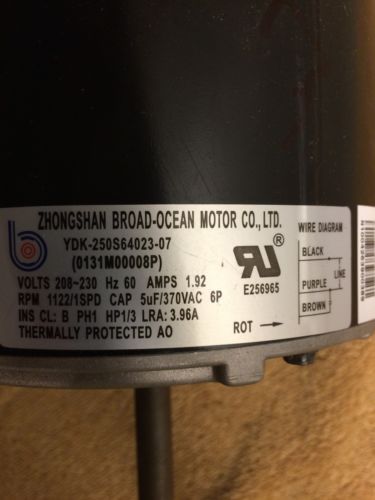 ZHONGSHAN BROAD-OCEAN MOTOR CO., LTD.
YDK-250S64023-07
(0131M00008P)
VOLTS 208~230 Hz 60 AMPS 1.92
RPM 1122/1SPD CAP 5uF/370VAC 6P
INS CL: B PH1 HP1/3 LRA: 3.96A
THERMALLY PROTECTED AO
ROT →
®
E256965
WIRE DIAGRAM
BLACK
LINE
PURPLE
BROWN